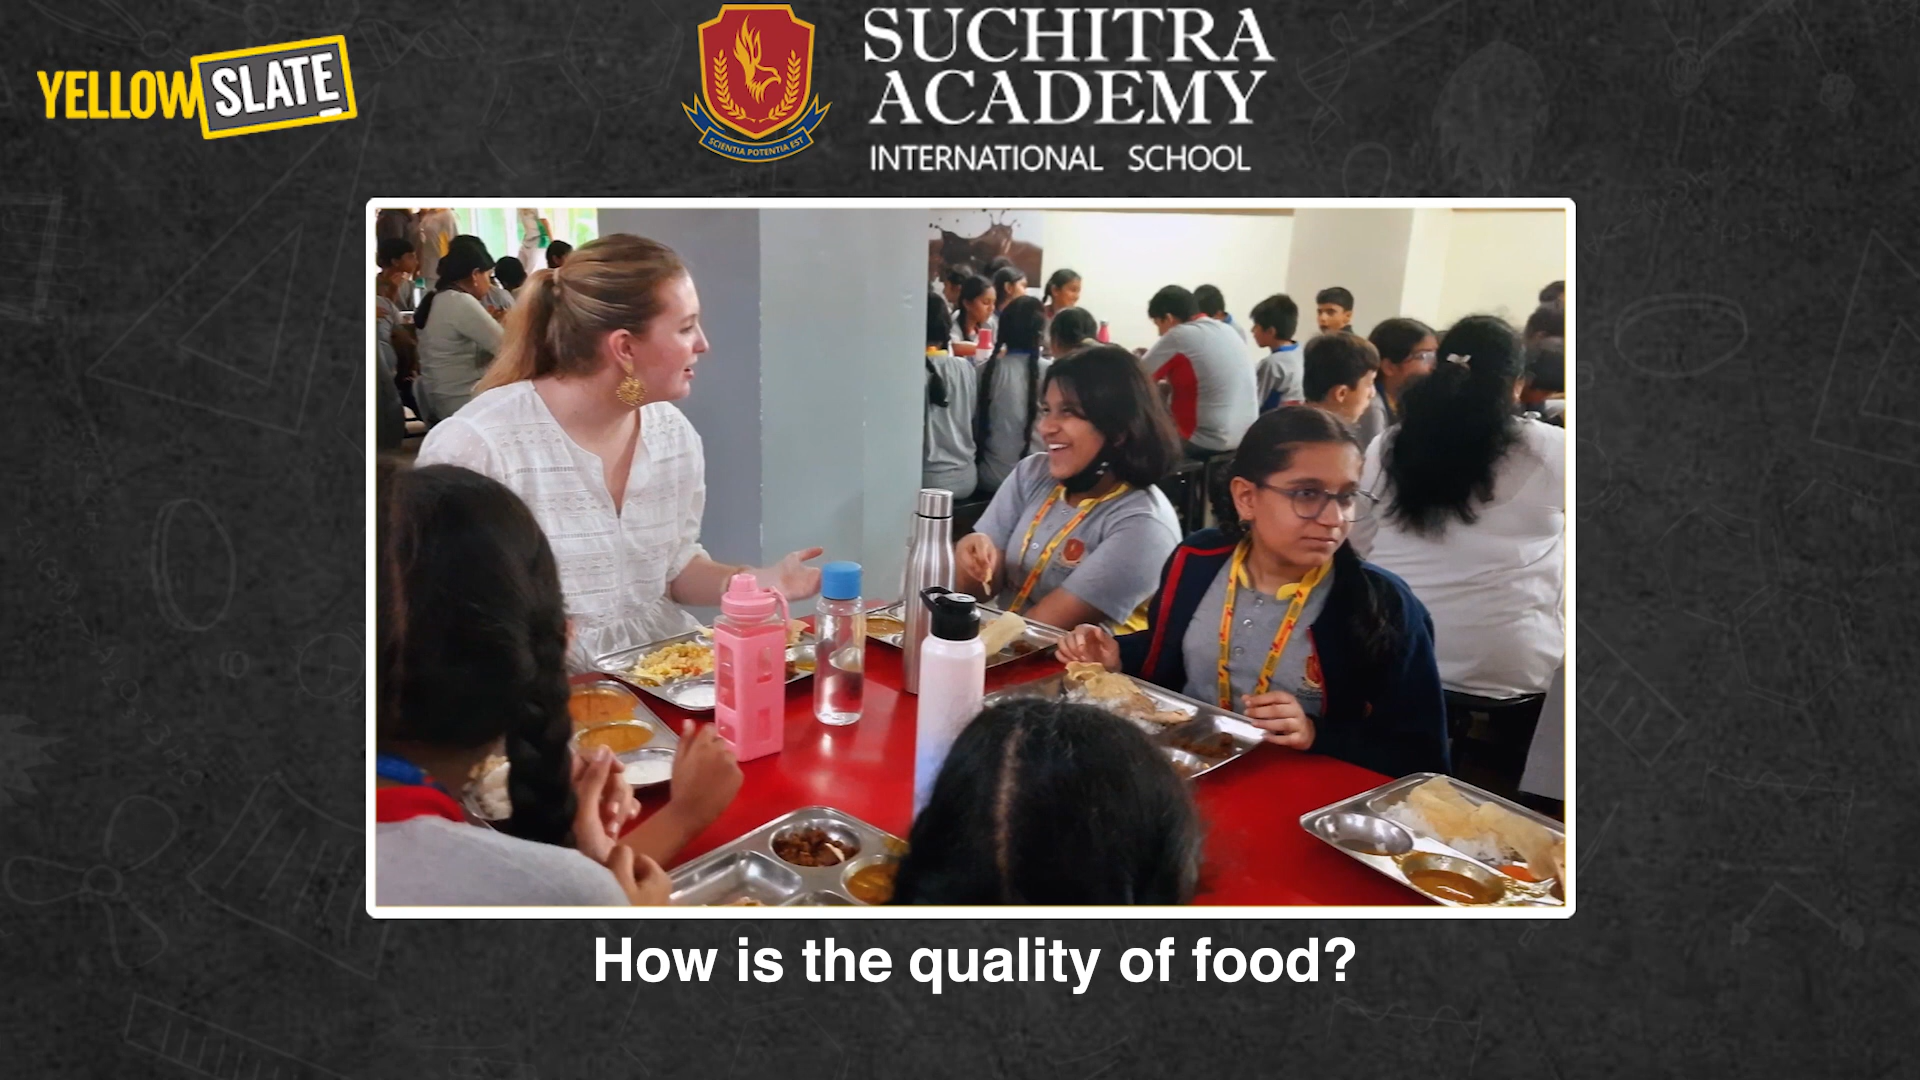 YELLOW SLATE
SUCHITRA
ACADEMY
INTERNATIONAL SCHOOL
SCIENTIA POTENTIA EST
How is the quality of food?